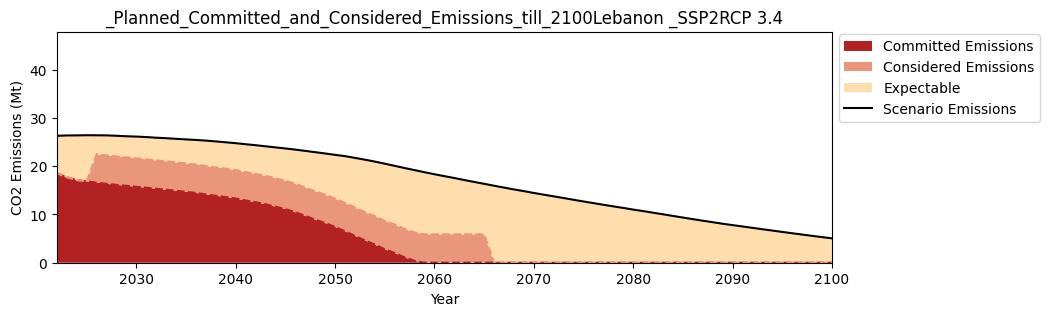 _Planned_Committed_and_Considered_Emissions_till_2100Lebanon _SSP2RCP 3.4
Committed Emissions
Considered Emissions
Expectable
Scenario Emissions
CO2 Emissions (Mt)
40
30
20
10
0
2030
2040
2050
2060
2070
2080
2090
2100
Year